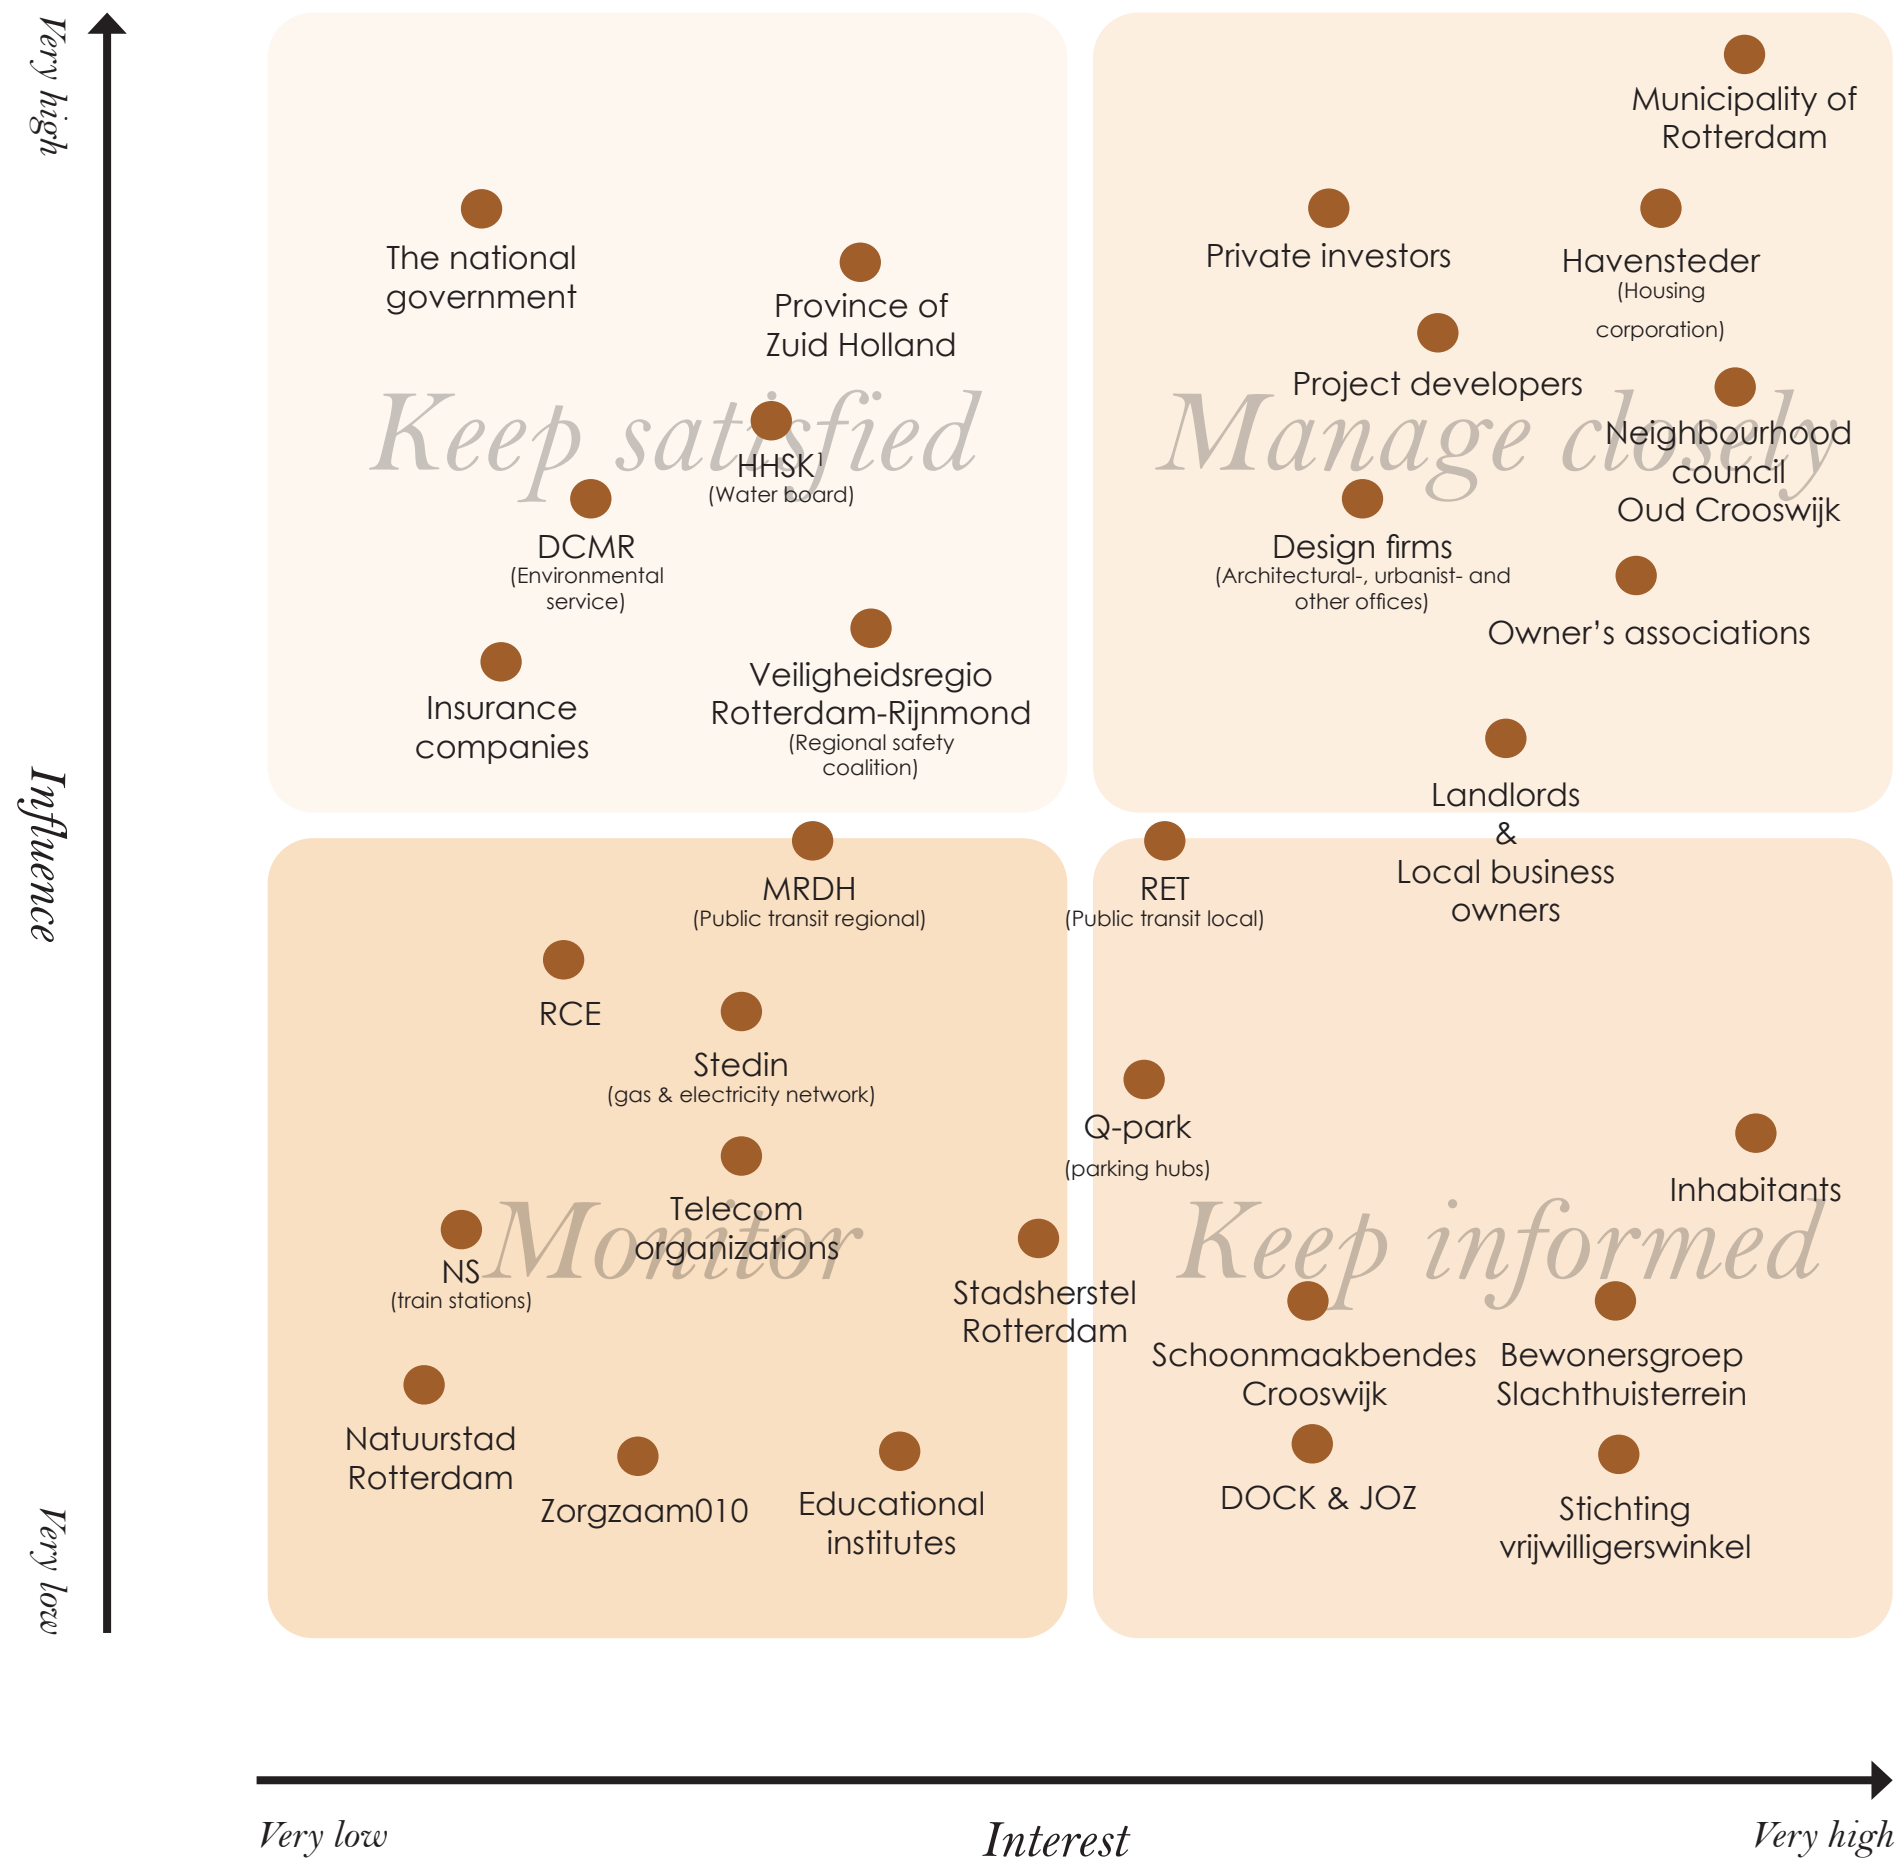 Very high
Influence
Very low
Keep satisfied
The national
government
Province of
Zuid Holland
HHSK¹
(Water board)
DCMR
(Environmental
service)
Insurance
companies
Veiligheidsregio
Rotterdam-Rijnmond
(Regional safety
coalition)
Manage closely
Municipality of
Rotterdam
Private investors
Havensteder
(Housing
corporation)
Project developers
Neighbourhood
council
Oud Crooswijk
Design firms
(Architectural-, urbanist- and
other offices)
Owner’s associations
Landlords
&
Local business
owners
Monitor
MRDH
(Public transit regional)
RCE
Stedin
(gas & electricity network)
Telecom
organizations
NS
(train stations)
Stadsherstel
Rotterdam
Natuurstad
Rotterdam
Zorgzaam010
Educational
institutes
Keep informed
RET
(Public transit local)
Q-park
(parking hubs)
Inhabitants
Schoonmaakbendes
Crooswijk
Bewonersgroep
Slachthuisterrein
DOCK & JOZ
Stichting
vrijwilligerswinkel
Very low
Interest
Very high